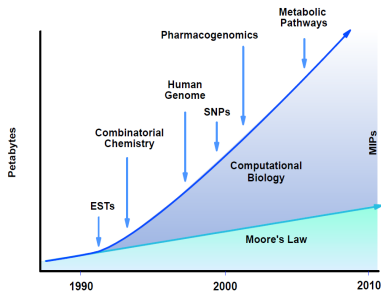 Metabolic
Pathways
Pharmacogenomics
Human
Genome
SNPs
Combinatorial
Chemistry
ESTs
Computational
Biology
Moore's Law
Petabytes
MIPs
1990
2000
2010